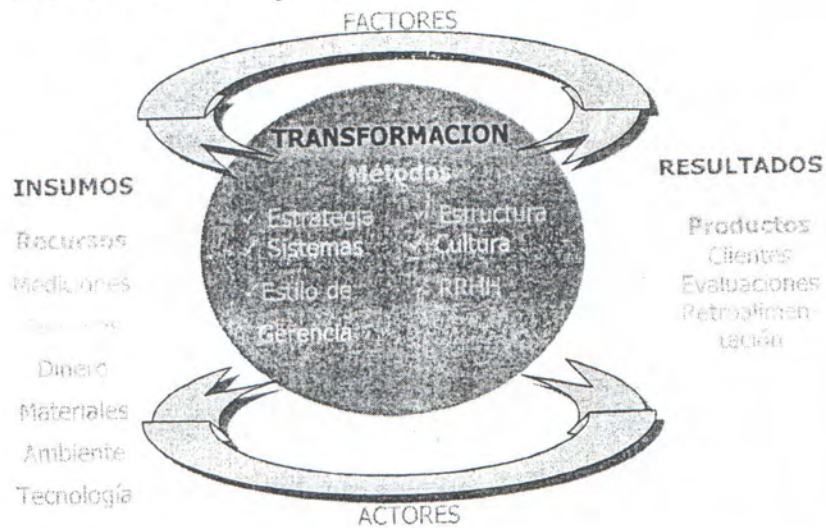 FACTORES
INSUMOS
Recursos
Mediciones
Dinero
Materiales
Ambiente
Tecnología
TRANSFORMACION
Métodos
✓ Estrategia ✓ Estructura
✓ Sistemas ✓ Cultura
✓ Estilo de ✓ RRHH
Gerencia
RESULTADOS
Productos
Clientes
Evaluaciones
Retroalimen-
tación
ACTORES